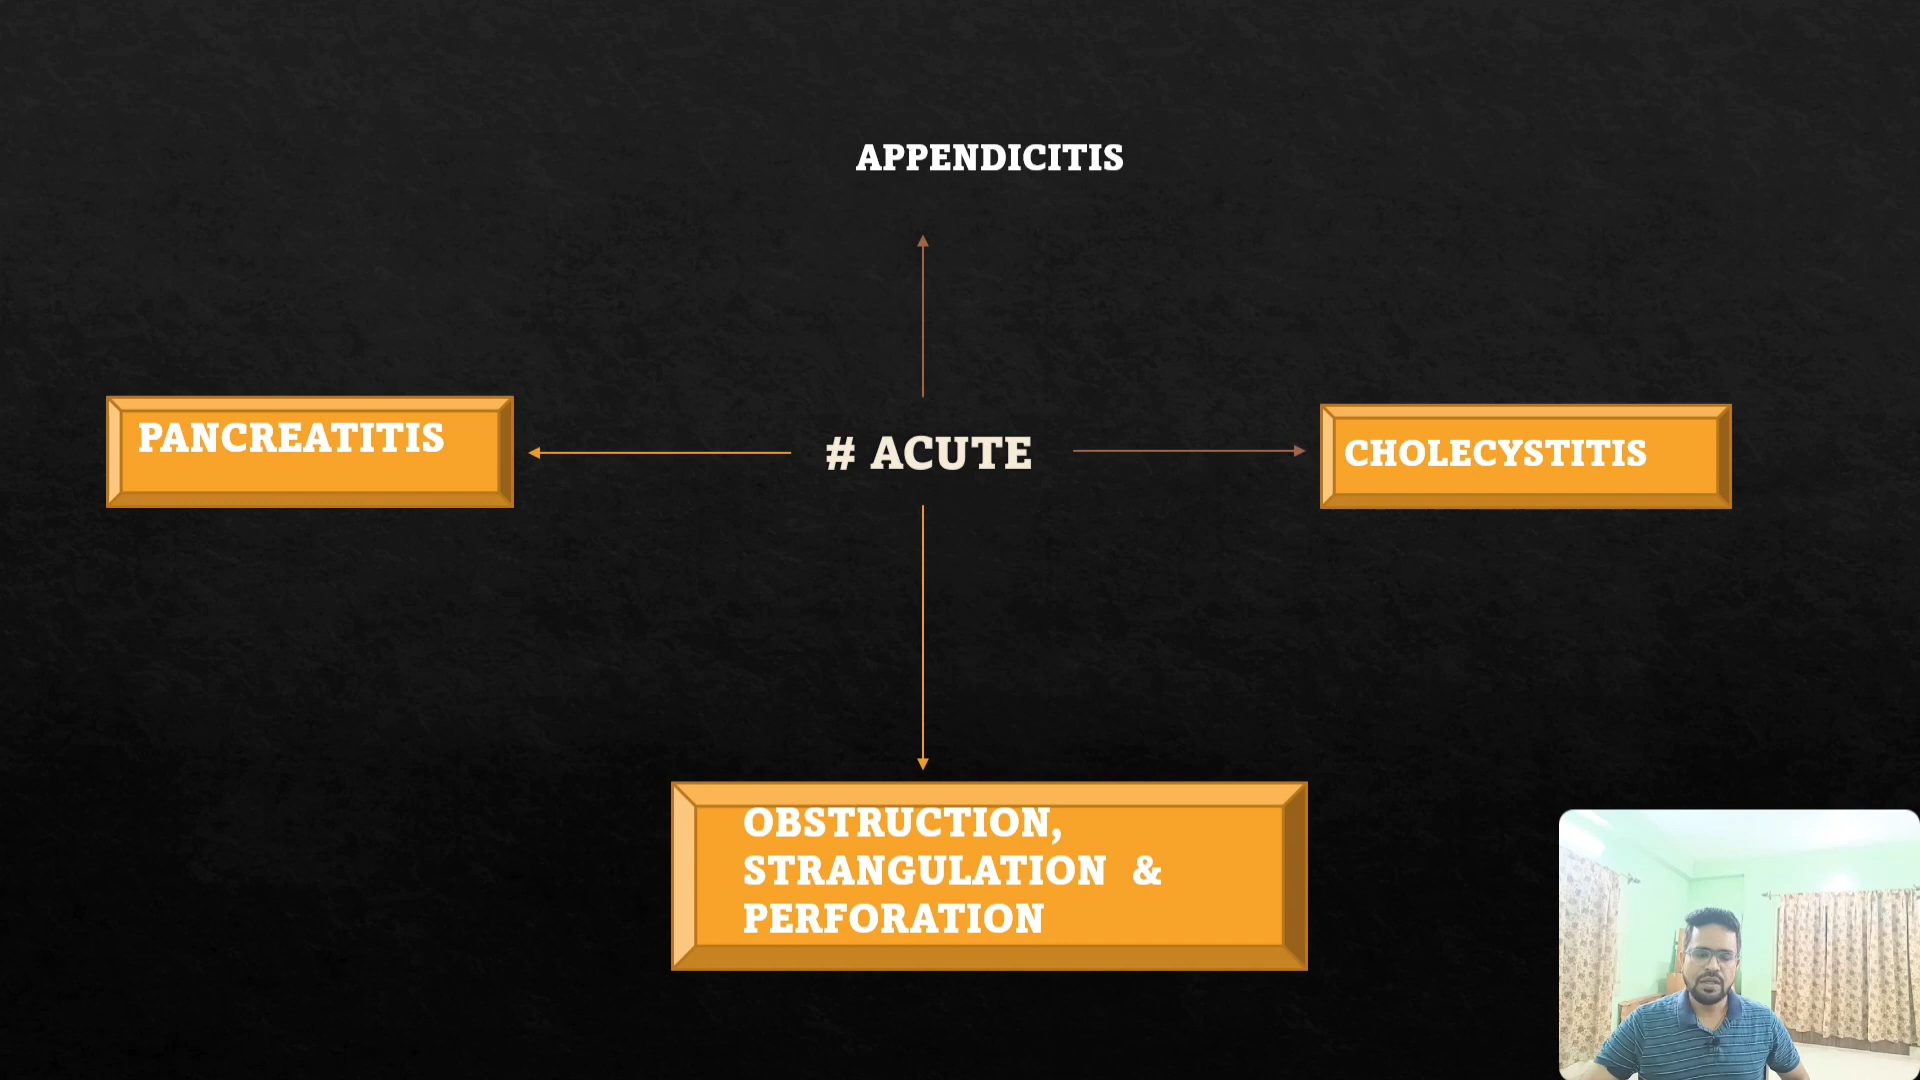 APPENDICITIS
PANCREATITIS
# ACUTE
CHOLECYSTITIS
OBSTRUCTION,
STRANGULATION &
PERFORATION